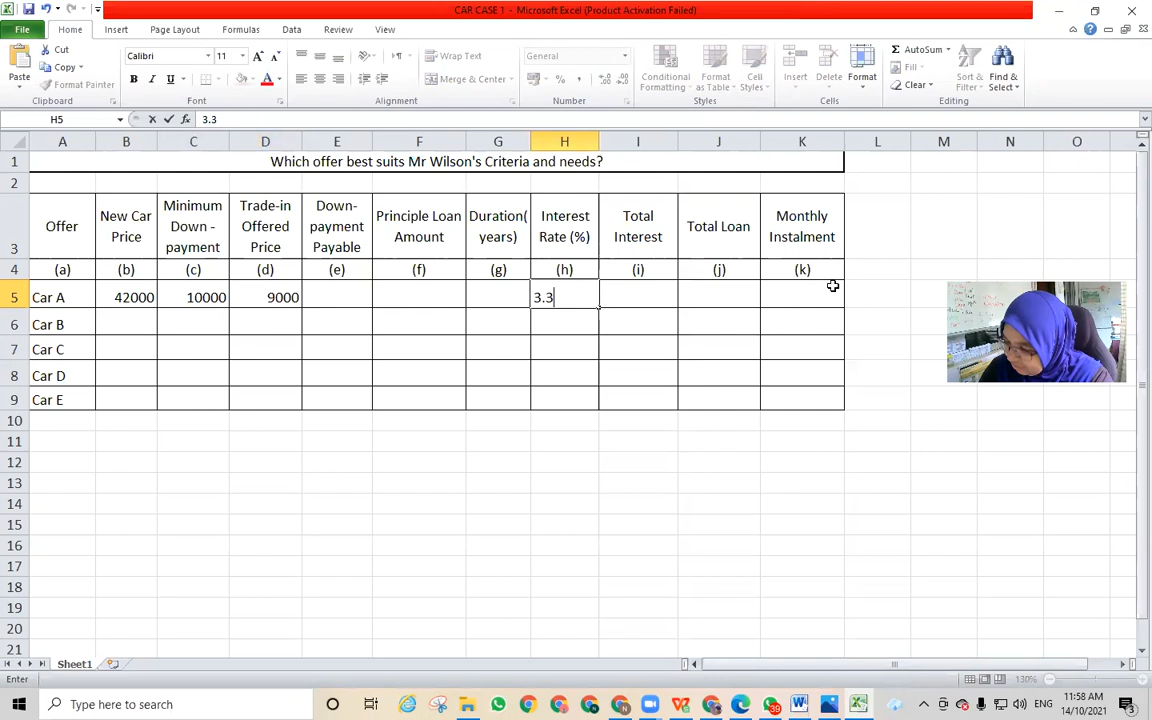 CAR CASE 1 - Microsoft Excel (Product Activation Failed)
File Home Insert Page Layout Formulas Data Review View
Cut
Copy
Format Painter
Paste
Clipboard
Calibri 11
B I U
Font
Wrap Text
Merge & Center
Alignment
General
Number
Conditional Formatting
Format as Table
Cell Styles
Styles
Insert Delete Format
Cells
AutoSum
Fill
Clear
Sort & Filter
Find & Select
Editing
H5 3.3
A B C D E F G H I J K L M N O
1 Which offer best suits Mr Wilson's Criteria and needs?
2
3 Offer
New Car Price
Minimum Down - payment
Trade-in Offered Price
Down- payment Payable
Principle Loan Amount
Duration( years)
Interest Rate (%)
Total Interest
Total Loan
Monthly Instalment
4 (a) (b) (c) (d) (e) (f) (g) (h) (i) (j) (k)
5 Car A 42000 10000 9000 3.3
6 Car B
7 Car C
8 Car D
9 Car E
10
11
12
13
14
15
16
17
18
19
20
21
Sheet1
Enter 130%
Type here to search
39
ENG
11:58 AM
14/10/2021
3